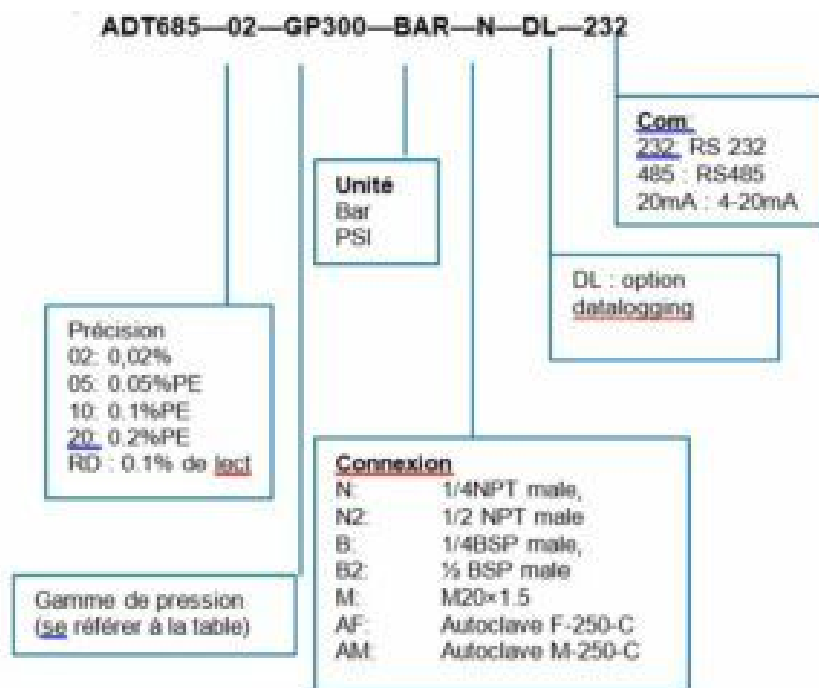 ADT685—02—GP300—BAR—N—DL—232
Com:
232: RS 232
485 : RS485
20mA : 4-20mA
Unité
Bar
PSI
DL : option
datalogging
Précision
02: 0,02%
05: 0.05%PE
10: 0.1%PE
20: 0.2%PE
RD : 0.1% de lect
Connexion
N: 1/4NPT male,
N2: 1/2 NPT male
B: 1/4BSP male,
B2: ½ BSP male
M: M20×1.5
AF: Autoclave F-250-C
AM: Autoclave M-250-C
Gamme de pression
(se référer à la table)